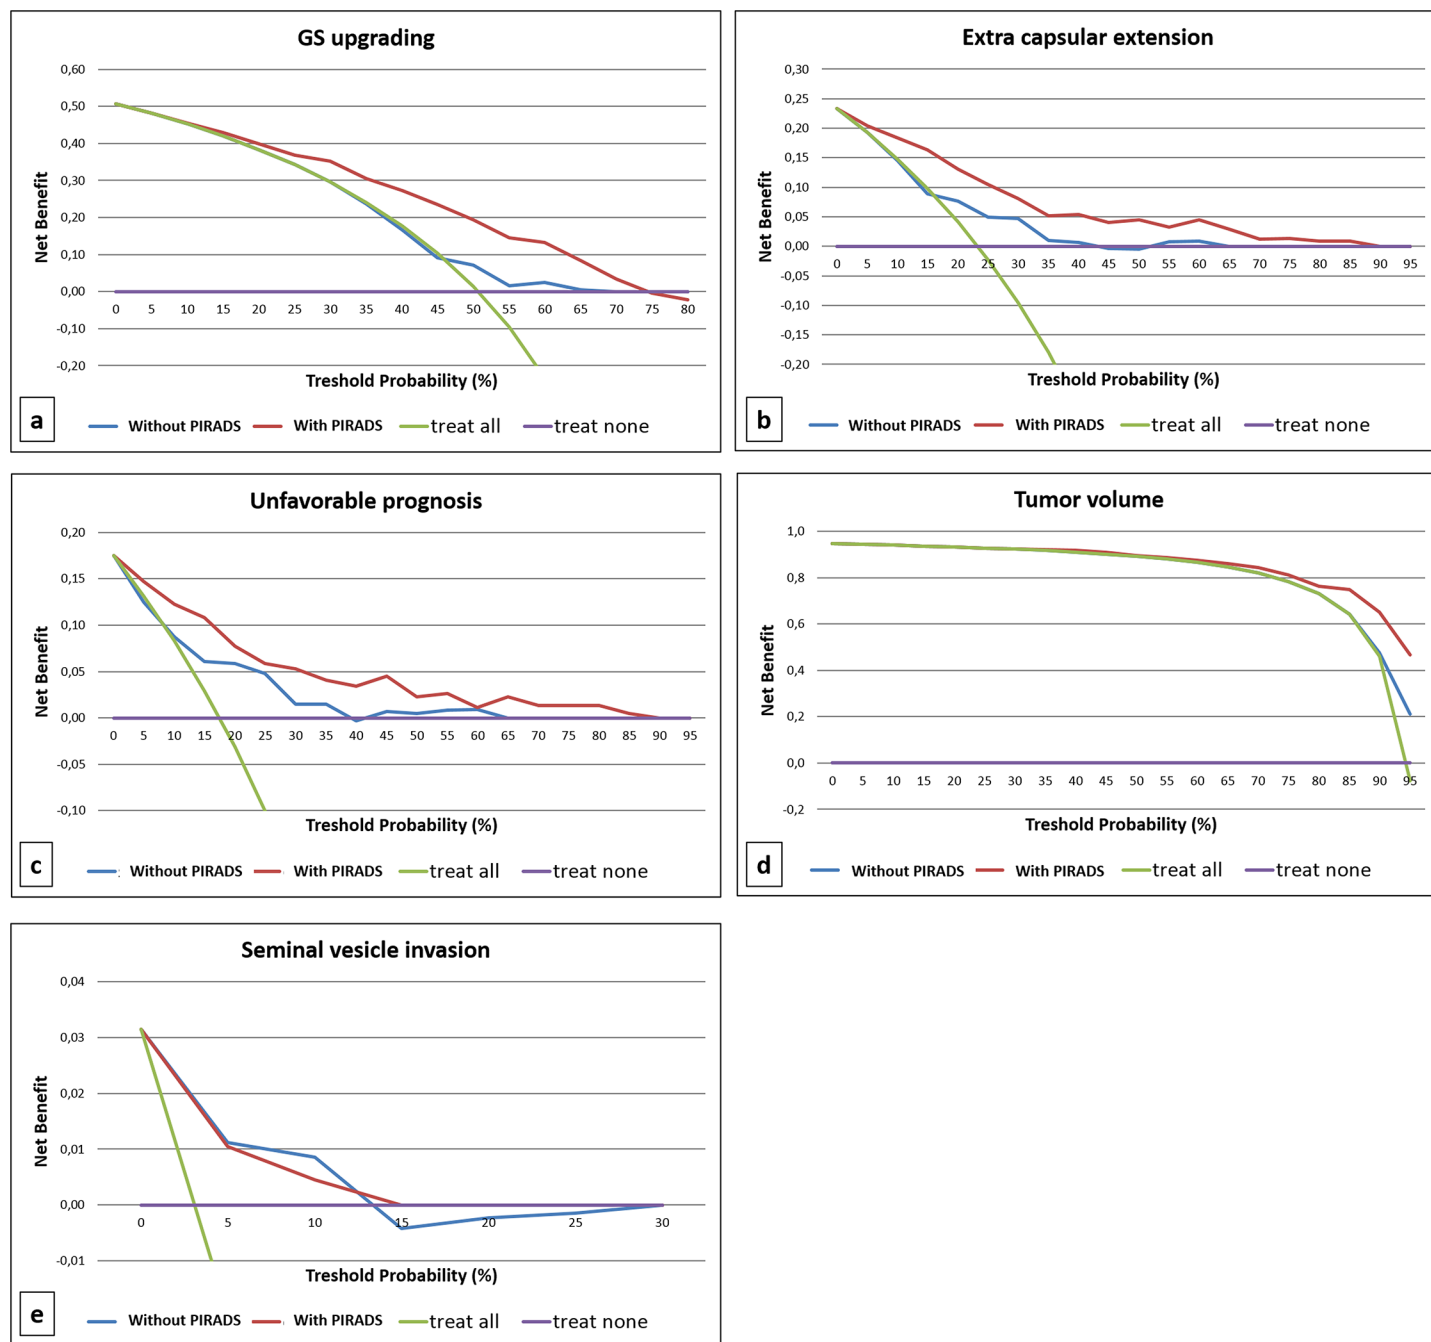 GS upgrading
0,60
0,50
0,40
0,30
0,20
0,10
0,00
-0,10
-0,20
Net Benefit
0 5 10 15 20 25 30 35 40 45 50 55 60 65 70 75 80
Treshold Probability (%)
a
Without PIRADS With PIRADS treat all treat none
Extra capsular extension
0,30
0,25
0,20
0,15
0,10
0,05
0,00
-0,05
-0,10
-0,15
-0,20
Net Benefit
0 5 10 15 20 25 30 35 40 45 50 55 60 65 70 75 80 85 90 95
Treshold Probability (%)
b
Without PIRADS With PIRADS treat all treat none
Unfavorable prognosis
0,20
0,15
0,10
0,05
0,00
-0,05
-0,10
Net Benefit
0 5 10 15 20 25 30 35 40 45 50 55 60 65 70 75 80 85 90 95
Treshold Probability (%)
c
Without PIRADS With PIRADS treat all treat none
Tumor volume
1,0
0,8
0,6
0,4
0,2
0,0
-0,2
Net Benefit
0 5 10 15 20 25 30 35 40 45 50 55 60 65 70 75 80 85 90 95
Treshold Probability (%)
d
Without PIRADS With PIRADS treat all treat none
Seminal vesicle invasion
0,04
0,03
0,02
0,01
0,00
-0,01
Net Benefit
0 5 10 15 20 25 30
Treshold Probability (%)
e
Without PIRADS With PIRADS treat all treat none